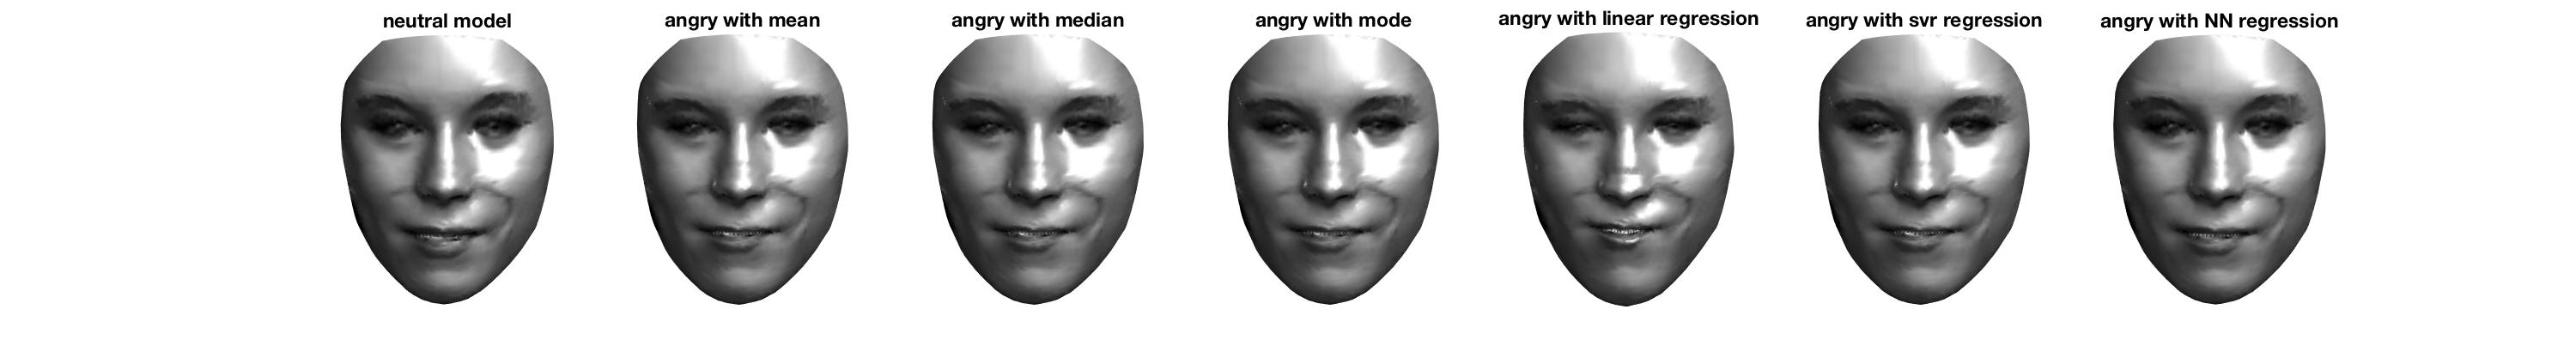 neutral model
angry with mean
angry with median
angry with mode
angry with linear regression
angry with svr regression
angry with NN regression